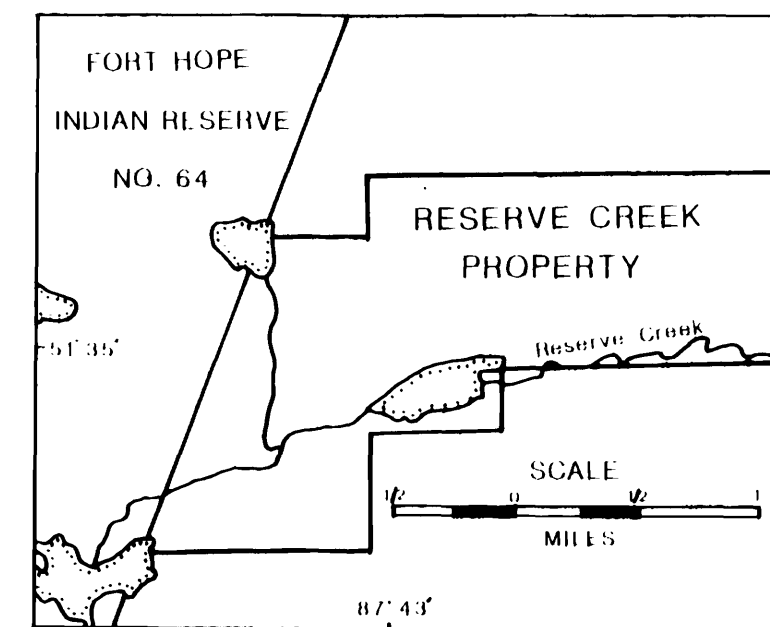 FORT HOPE
INDIAN RESERVE
NO. 64
RESERVE CREEK
PROPERTY
51°35'
Reserve Creek
SCALE
1/2 0 1/2 1
MILES
87°43'